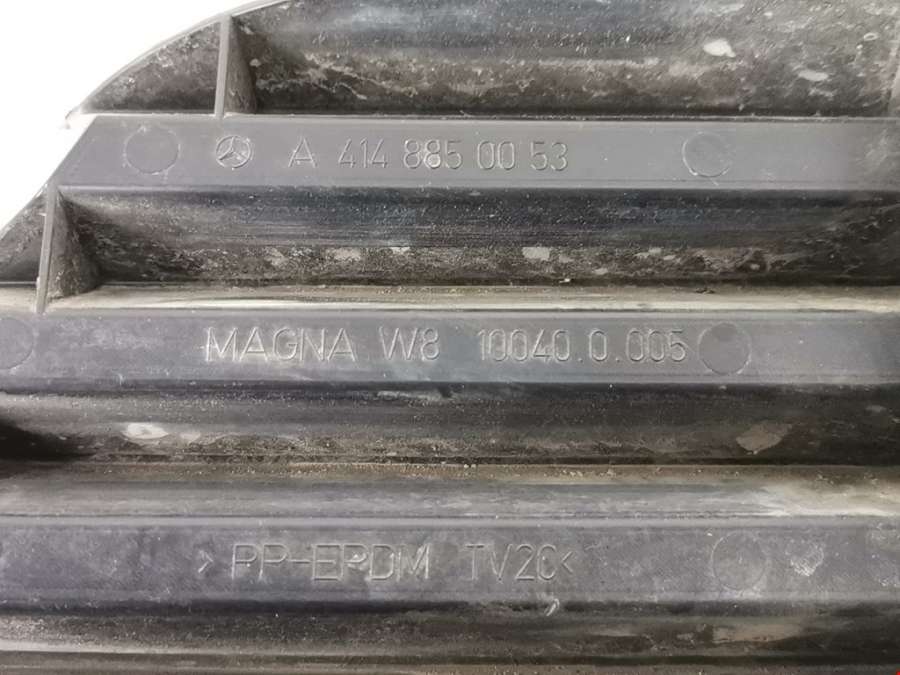 A 414 885 00 53
MAGNA W8 10040.0.005
>PP-EPDM TV20<